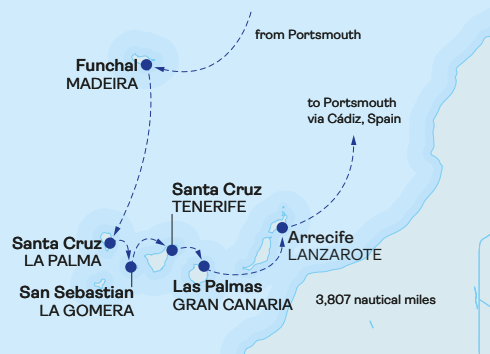 from Portsmouth
Funchal
MADEIRA
to Portsmouth
via Cádiz, Spain
Santa Cruz
TENERIFE
Santa Cruz
LA PALMA
Arrecife
LANZAROTE
San Sebastian
LA GOMERA
Las Palmas
GRAN CANARIA
3,807 nautical miles